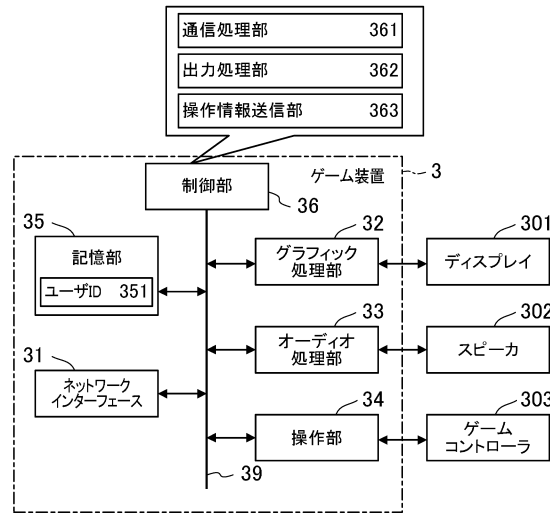 通信処理部 361
出力処理部 362
操作情報送信部 363
制御部
36
ゲーム装置
3
35
記憶部
ユーザID 351
32
グラフィック
処理部
301
ディスプレイ
33
オーディオ
処理部
302
スピーカ
31
ネットワーク
インターフェース
34
操作部
303
ゲーム
コントローラ
39